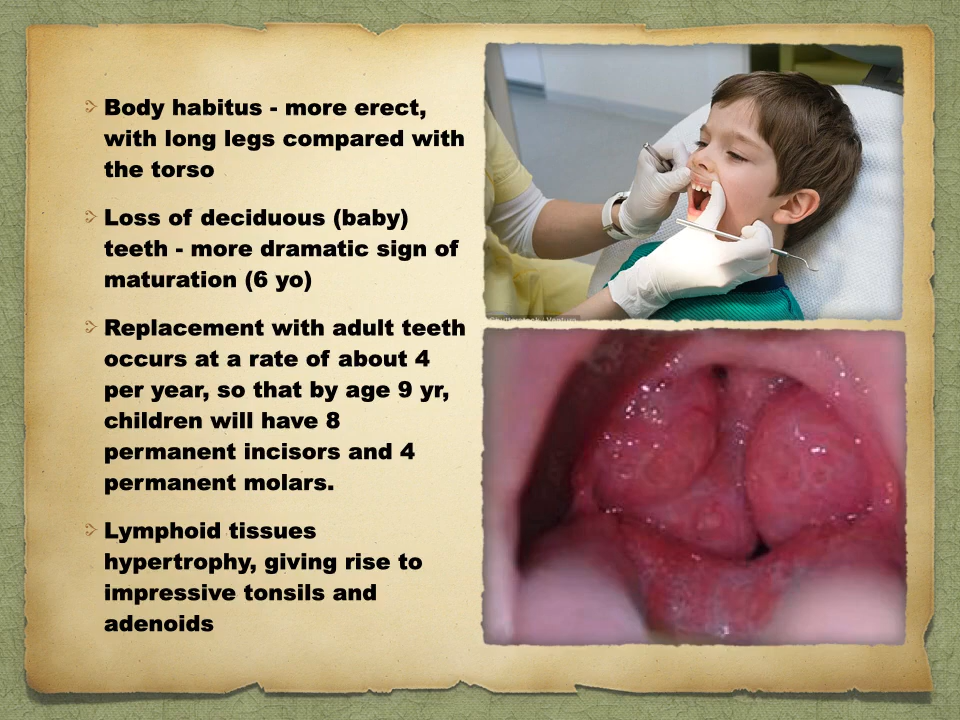 Body habitus - more erect,
with long legs compared with
the torso
Loss of deciduous (baby)
teeth - more dramatic sign of
maturation (6 yo)
Replacement with adult teeth
occurs at a rate of about 4
per year, so that by age 9 yr,
children will have 8
permanent incisors and 4
permanent molars.
Lymphoid tissues
hypertrophy, giving rise to
impressive tonsils and
adenoids